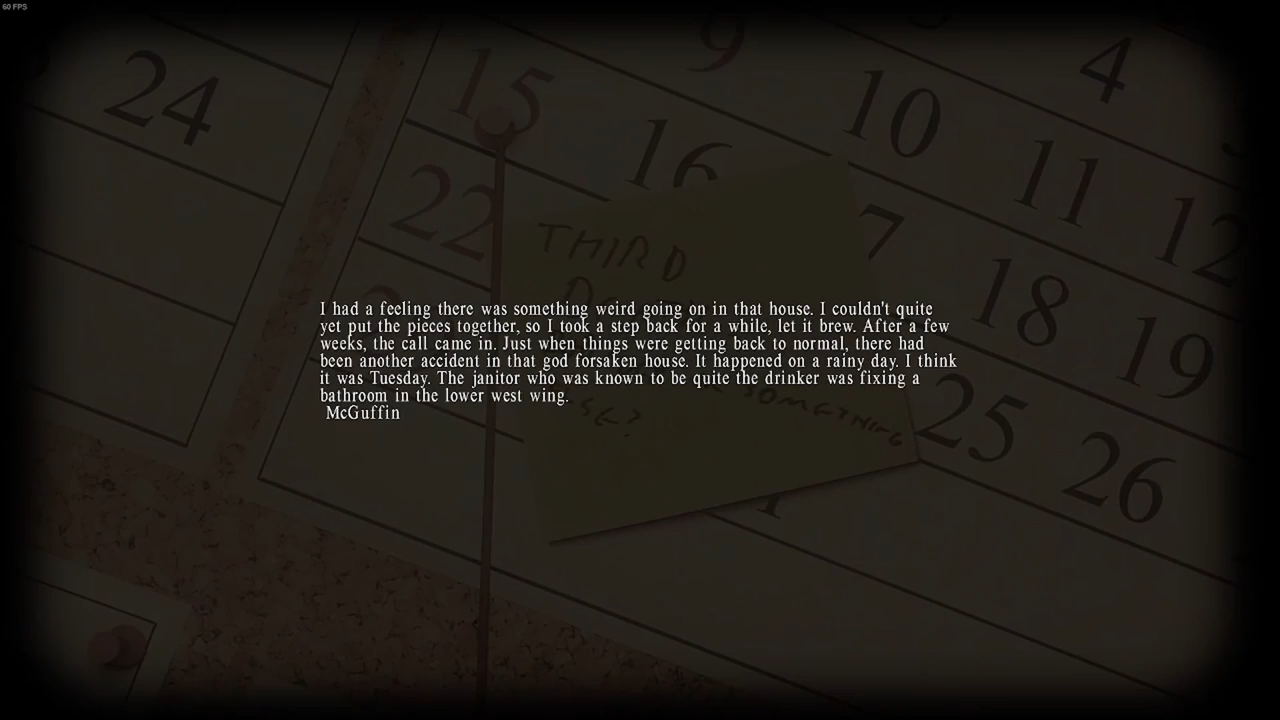 60 FPS
24
15
22
9
16
10
4
11
12
7
18
19
25
26
THIRD
I had a feeling there was something weird going on in that house. I couldn't quite
yet put the pieces together, so I took a step back for a while, let it brew. After a few
weeks, the call came in. Just when things were getting back to normal, there had
been another accident in that god forsaken house. It happened on a rainy day. I think
it was Tuesday. The janitor who was known to be quite the drinker was fixing a
bathroom in the lower west wing.
McGuffin
SOMETHING